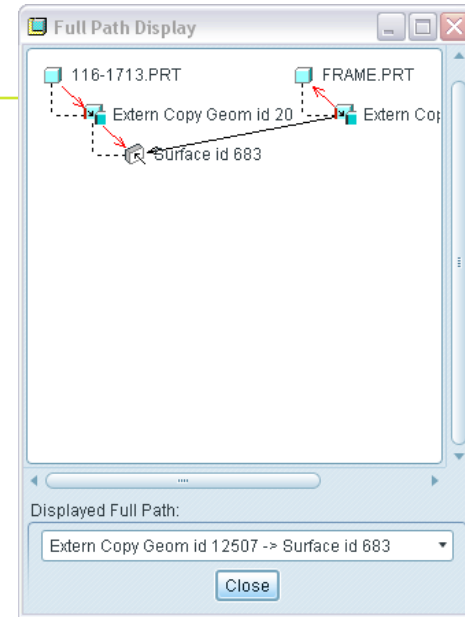 Full Path Display
116-1713.PRT FRAME.PRT
Extern Copy Geom id 20 Extern Cop
Surface id 683
Displayed Full Path:
Extern Copy Geom id 12507 -> Surface id 683
Close